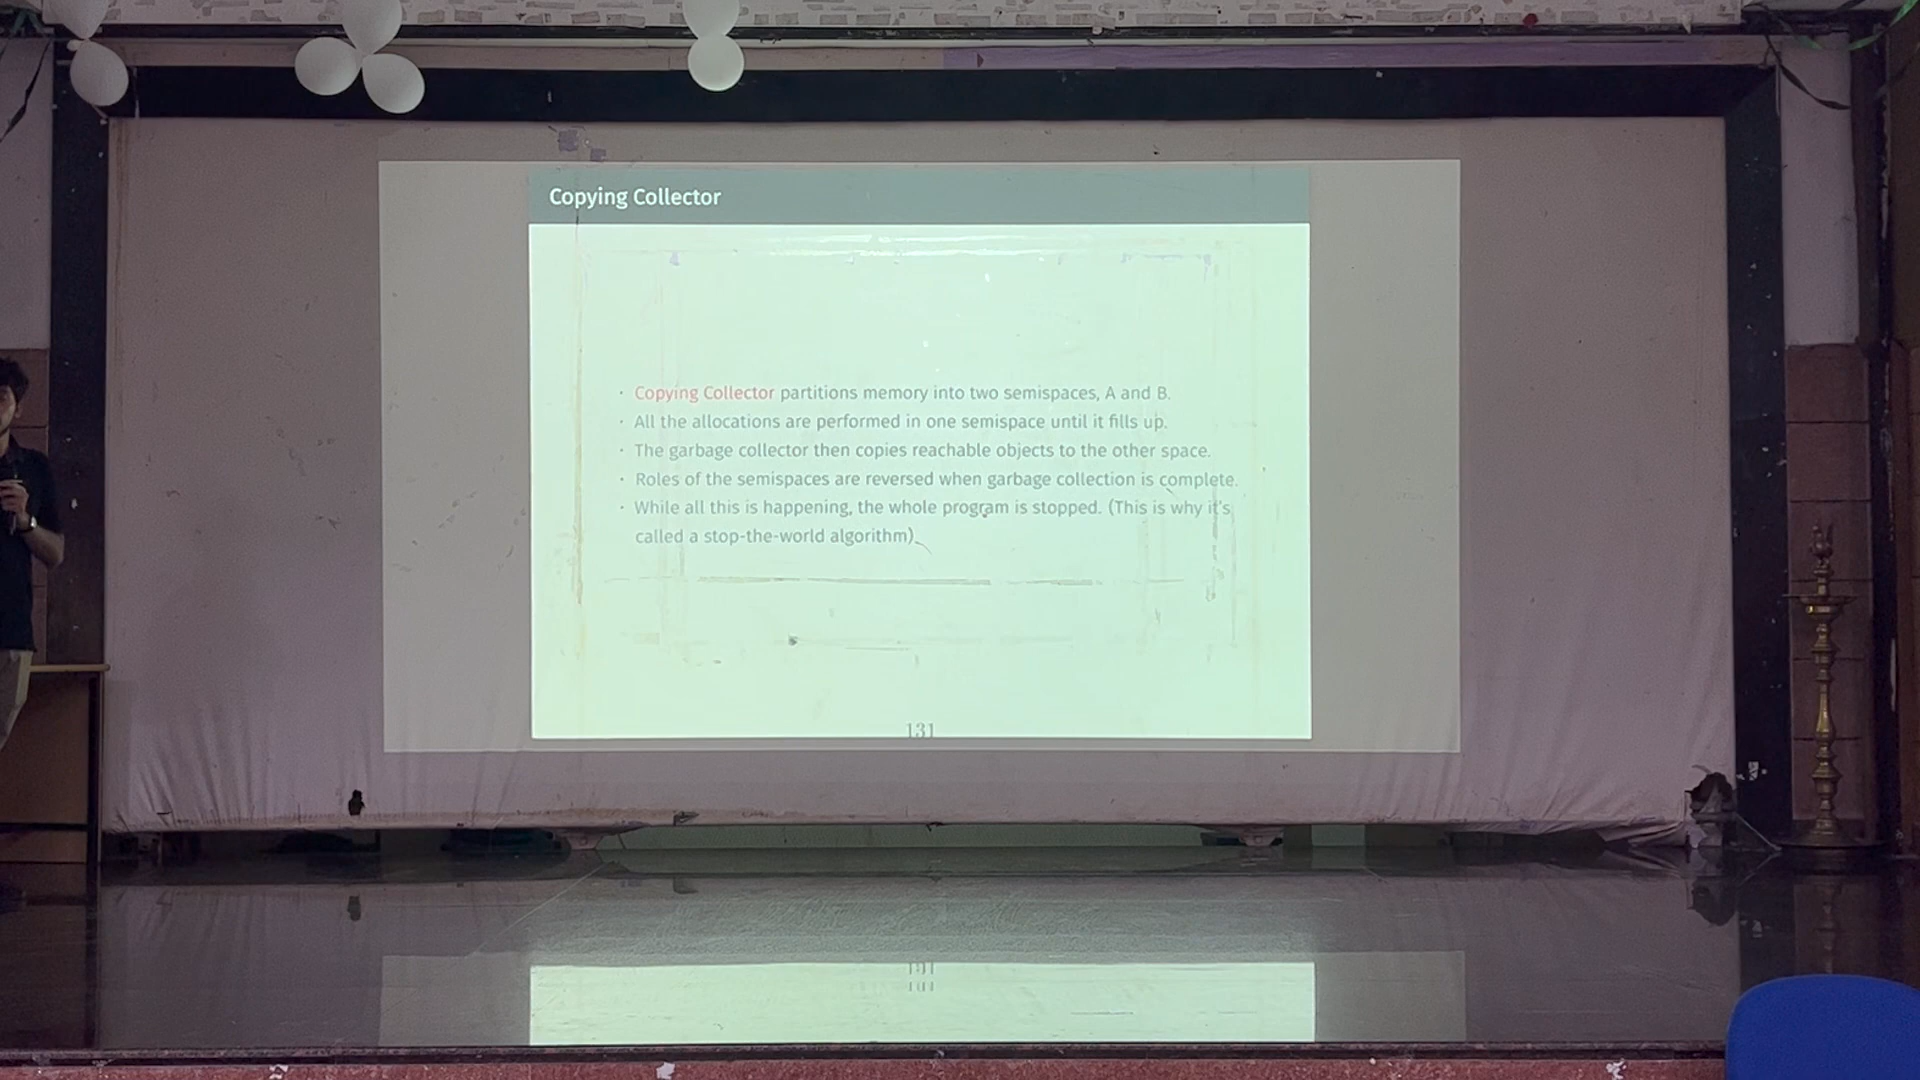 Copying Collector
· Copying Collector partitions memory into two semispaces, A and B.
· All the allocations are performed in one semispace until it fills up.
· The garbage collector then copies reachable objects to the other space.
· Roles of the semispaces are reversed when garbage collection is complete.
· While all this is happening, the whole program is stopped. (This is why it's
called a stop-the-world algorithm)
131